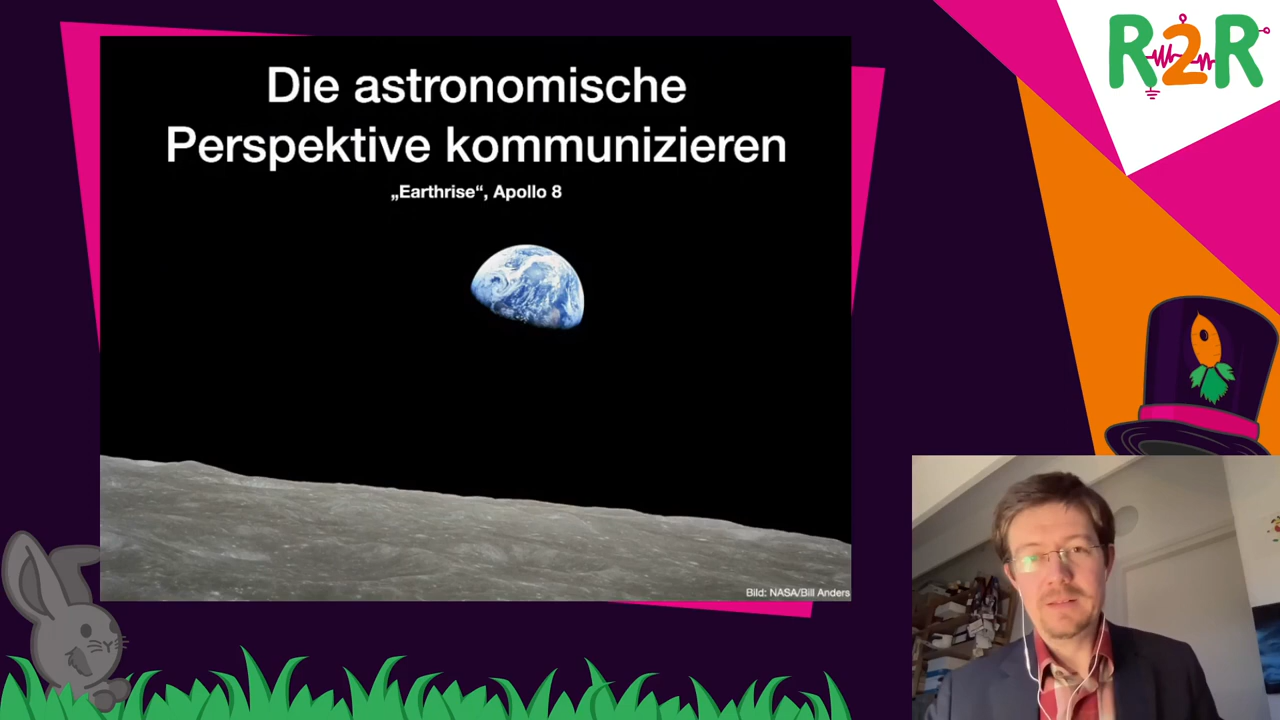 Die astronomische
Perspektive kommunizieren
„Earthrise“, Apollo 8
Bild: NASA/Bill Anders
R2R